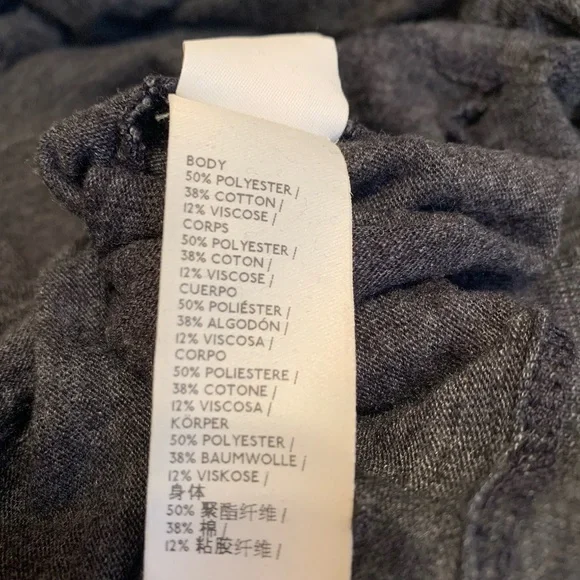 BODY
50% POLYESTER /
38% COTTON /
12% VISCOSE /
CORPS
50% POLYESTER /
38% COTON /
12% VISCOSE /
CUERPO
50% POLIÉSTER /
38% ALGODÓN /
12% VISCOSA /
CORPO
50% POLIESTERE /
38% COTONE /
12% VISCOSA /
KÖRPER
50% POLYESTER /
38% BAUMWOLLE /
12% VISKOSE /
身体
50% 聚酯纤维 /
38% 棉 /
12% 粘胶纤维 /